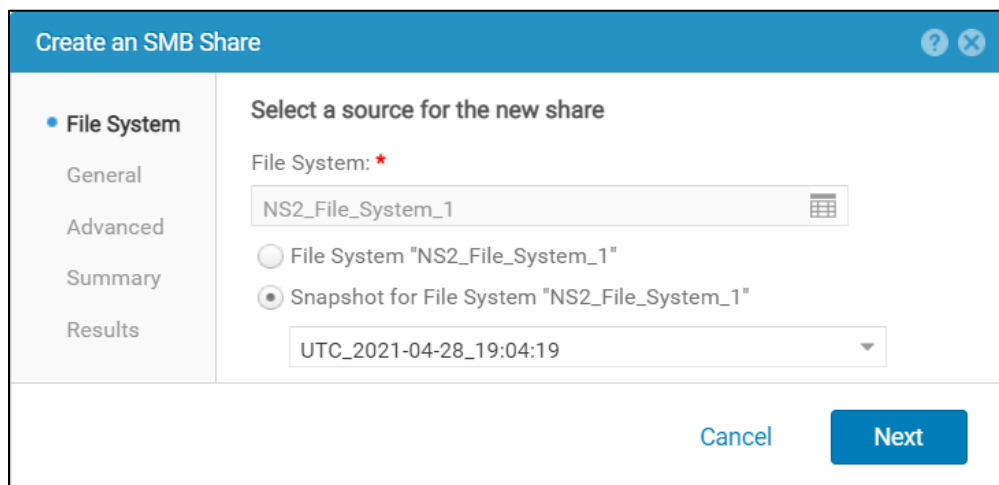 Create an SMB Share
?
File System
General
Advanced
Summary
Results
Select a source for the new share
File System: *
NS2_File_System_1
File System "NS2_File_System_1"
Snapshot for File System "NS2_File_System_1"
UTC_2021-04-28_19:04:19
Cancel
Next